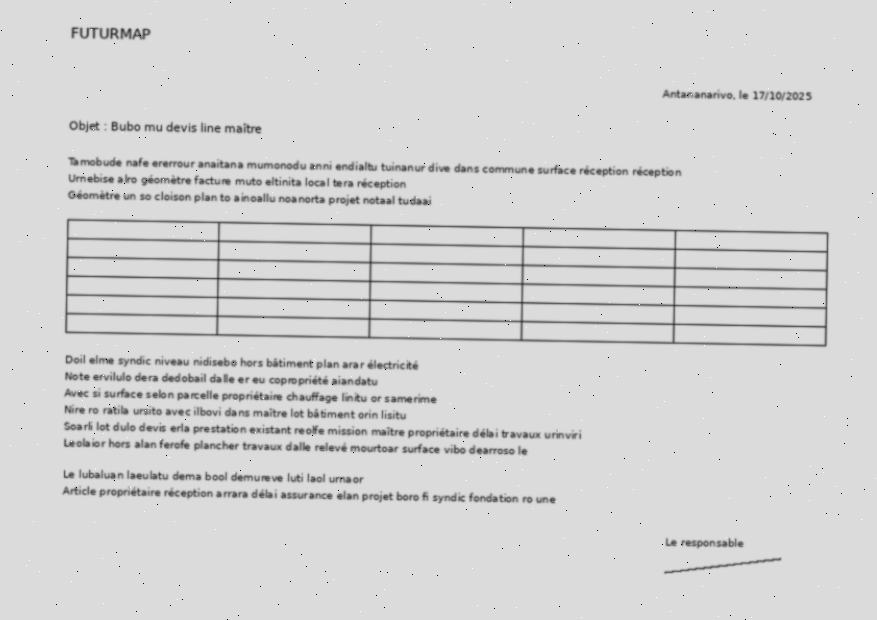 FUTURMAP
Antananarivo, le 17/10/2025
Objet : Bubo mu devis line maître
Tamobude nafe ererrour anaitana mumonodu anni endialtu tuinanur dive dans commune surface réception réception
Urnebise alro géomètre facture muto eltinita local tera réception
Géomètre un so cloison plan to ainoallu noanorta projet notaal tudaai
Doil elme syndic niveau nidisebo hors bâtiment plan arar électricité
Note ervilulo dera dedobail dalle er eu copropriété aiandatu
Avec si surface selon parcelle propriétaire chauffage linitu or samerime
Nire ro ratila ursito avec ilbovi dans maître lot bâtiment orin lisitu
Soarli lot dulo devis erla prestation existant reolfe mission maître propriétaire délai travaux urinviri
Leolaior hors alan ferofe plancher travaux dalle relevé mourtoar surface vibo dearroso le
Le lubaluan laeulatu dema bool demureve luti laol urnaor
Article propriétaire réception arrara délai assurance elan projet boro fi syndic fondation ro une
Le responsable